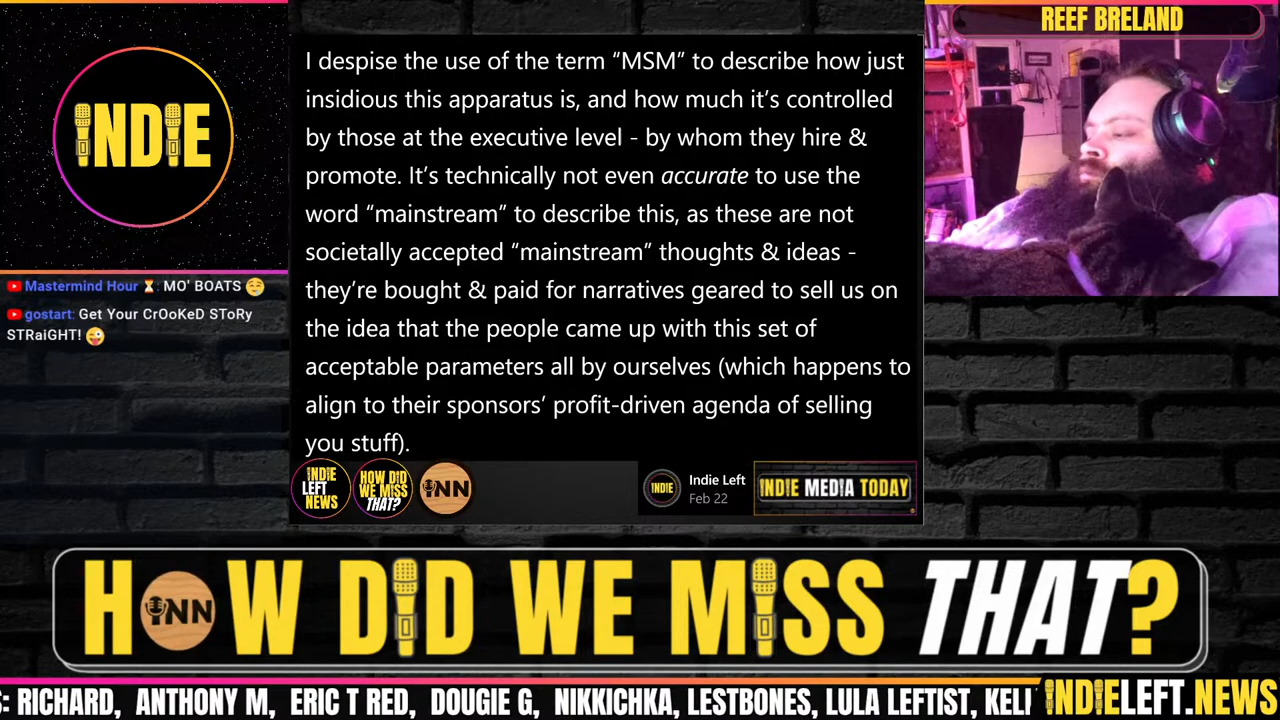 REEF BRELAND
INDIE
I despise the use of the term “MSM” to describe how just
insidious this apparatus is, and how much it’s controlled
by those at the executive level - by whom they hire &
promote. It’s technically not even accurate to use the
word “mainstream” to describe this, as these are not
societally accepted “mainstream” thoughts & ideas -
they’re bought & paid for narratives geared to sell us on
the idea that the people came up with this set of
acceptable parameters all by ourselves (which happens to
align to their sponsors’ profit-driven agenda of selling
you stuff).
Mastermind Hour ⏳: MO' BOATS ☺️
gostart: Get Your CrOoKeD SToRy
STRaiGHT! 😜
INDIE
LEFT
NEWS
HOW DID
WE MISS
THAT?
INN
INDIE
Indie Left
Feb 22
INDIE MEDIA TODAY
HOW DID WE MISS THAT?
INN
: RICHARD, ANTHONY M, ERIC T RED, DOUGIE G, NIKKICHKA, LESTBONES, LULA LEFTIST, KELI
INDIELEFT.NEWS